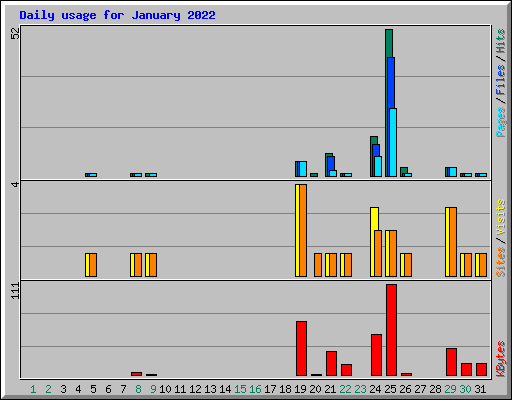 Daily usage for January 2022
52
Pages/Files/Hits
4
Sites/Visits
111
KBytes
1 2 3 4 5 6 7 8 9 10 11 12 13 14 15 16 17 18 19 20 21 22 23 24 25 26 27 28 29 30 31